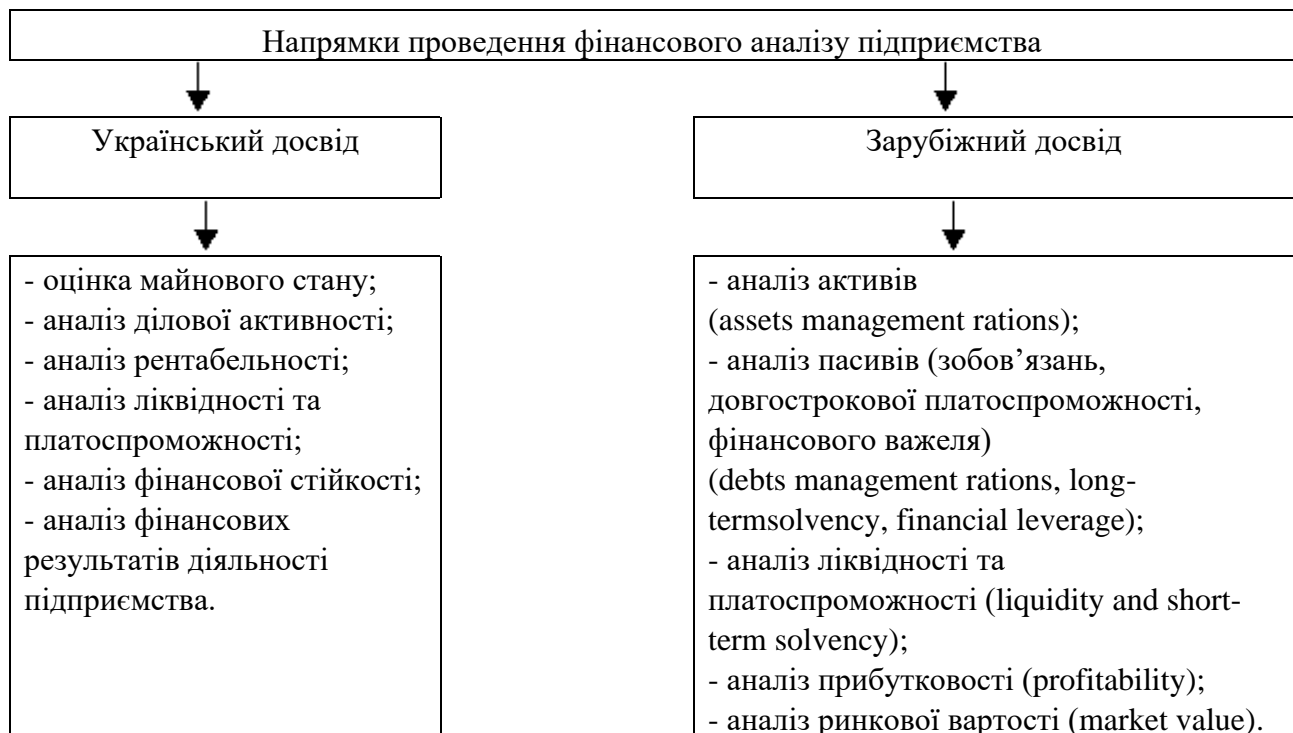 Напрямки проведення фінансового аналізу підприємства
Український досвід
Зарубіжний досвід
- оцінка майнового стану;
- аналіз ділової активності;
- аналіз рентабельності;
- аналіз ліквідності та
платоспроможності;
- аналіз фінансової стійкості;
- аналіз фінансових
результатів діяльності
підприємства.
- аналіз активів
(assets management rations);
- аналіз пасивів (зобов’язань,
довгострокової платоспроможності,
фінансового важеля)
(debts management rations, long-
termsolvency, financial leverage);
- аналіз ліквідності та
платоспроможності (liquidity and short-
term solvency);
- аналіз прибутковості (profitability);
- аналіз ринкової вартості (market value).